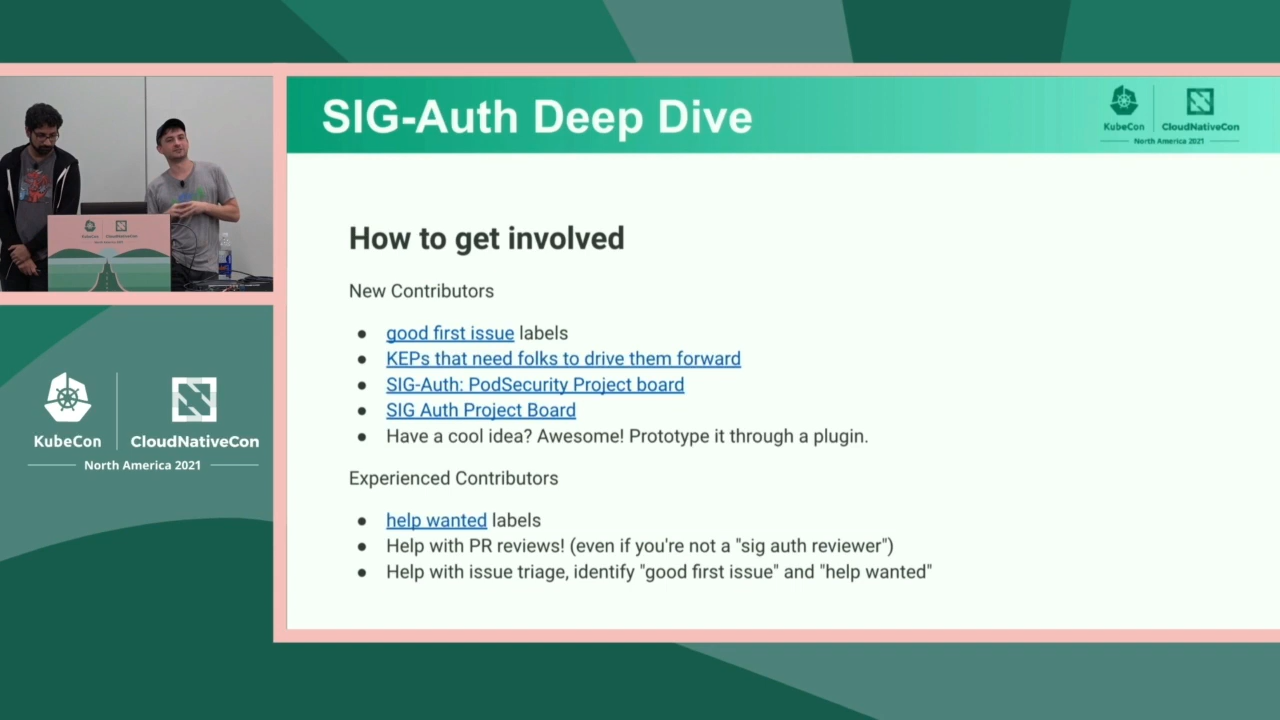 SIG-Auth Deep Dive
KubeCon
CloudNativeCon
North America 2021
How to get involved
New Contributors
● good first issue labels
● KEPs that need folks to drive them forward
● SIG-Auth: PodSecurity Project board
● SIG Auth Project Board
● Have a cool idea? Awesome! Prototype it through a plugin.
Experienced Contributors
● help wanted labels
● Help with PR reviews! (even if you're not a "sig auth reviewer")
● Help with issue triage, identify "good first issue" and "help wanted"
KubeCon
CloudNativeCon
North America 2021
KubeCon
CloudNativeCon